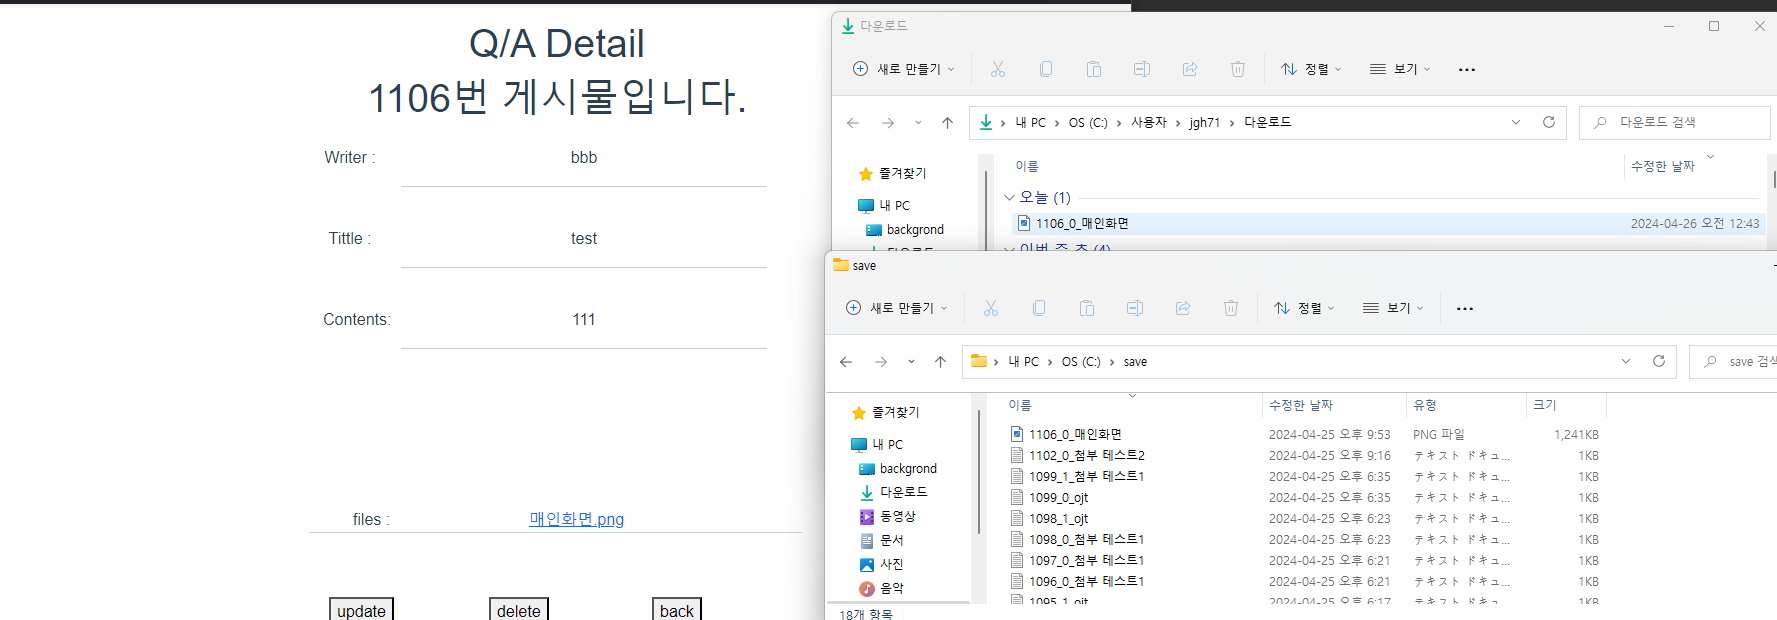 Q/A Detail
1106번 게시물입니다.
Writer : bbb
Tittle : test
Contents: 111
files : 매인화면.png
update delete back
다운로드
새로 만들기 정렬 보기 ...
내 PC > OS (C:) > 사용자 > jgh71 > 다운로드
다운로드 검색
즐겨찾기
내 PC
backgrond
이름 수정한 날짜
오늘 (1)
1106_0_매인화면 2024-04-26 오전 12:43
save
새로 만들기 정렬 보기 ...
내 PC > OS (C:) > save
save 검색
즐겨찾기
내 PC
backgrond
다운로드
동영상
문서
사진
음악
이름 수정한 날짜 유형 크기
1106_0_매인화면 2024-04-25 오후 9:53 PNG 파일 1,241KB
1102_0_첨부 테스트2 2024-04-25 오후 9:16 テキスト ドキュ... 1KB
1099_1_첨부 테스트1 2024-04-25 오후 6:35 テキスト ドキュ... 1KB
1099_0_ojt 2024-04-25 오후 6:35 テキスト ドキュ... 1KB
1098_1_ojt 2024-04-25 오후 6:23 テキスト ドキュ... 1KB
1098_0_첨부 테스트1 2024-04-25 오후 6:23 テキスト ドキュ... 1KB
1097_0_첨부 테스트1 2024-04-25 오후 6:21 テキスト ドキュ... 1KB
1096_0_첨부 테스트1 2024-04-25 오후 6:21 テキスト ドキュ... 1KB
1095_1_ojt 2024-04-25 오후 6:17 テキスト ドキュ... 1KB
18개 항목